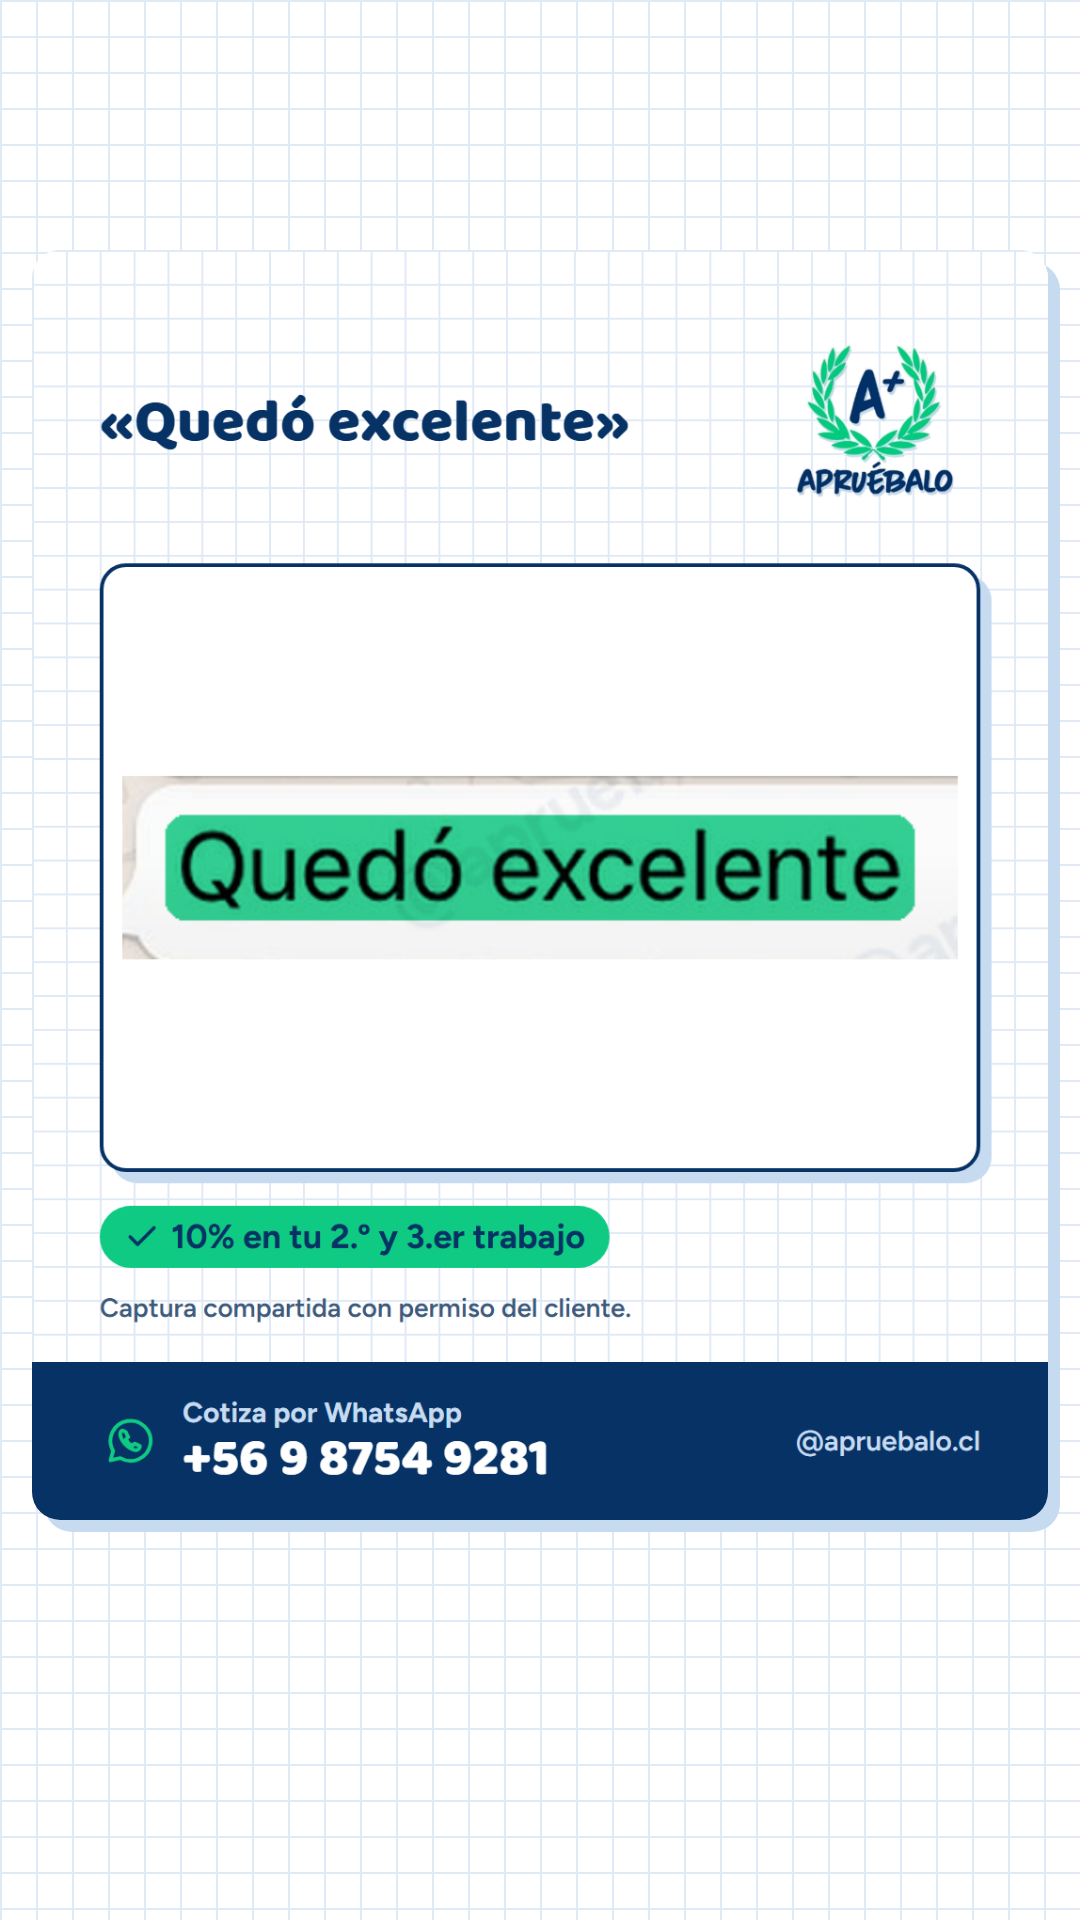 «Quedó excelente»
A+
APRUÉBALO
Quedó excelente
10% en tu 2.º y 3.er trabajo
Captura compartida con permiso del cliente.
Cotiza por WhatsApp
+56 9 8754 9281
@apruebalo.cl